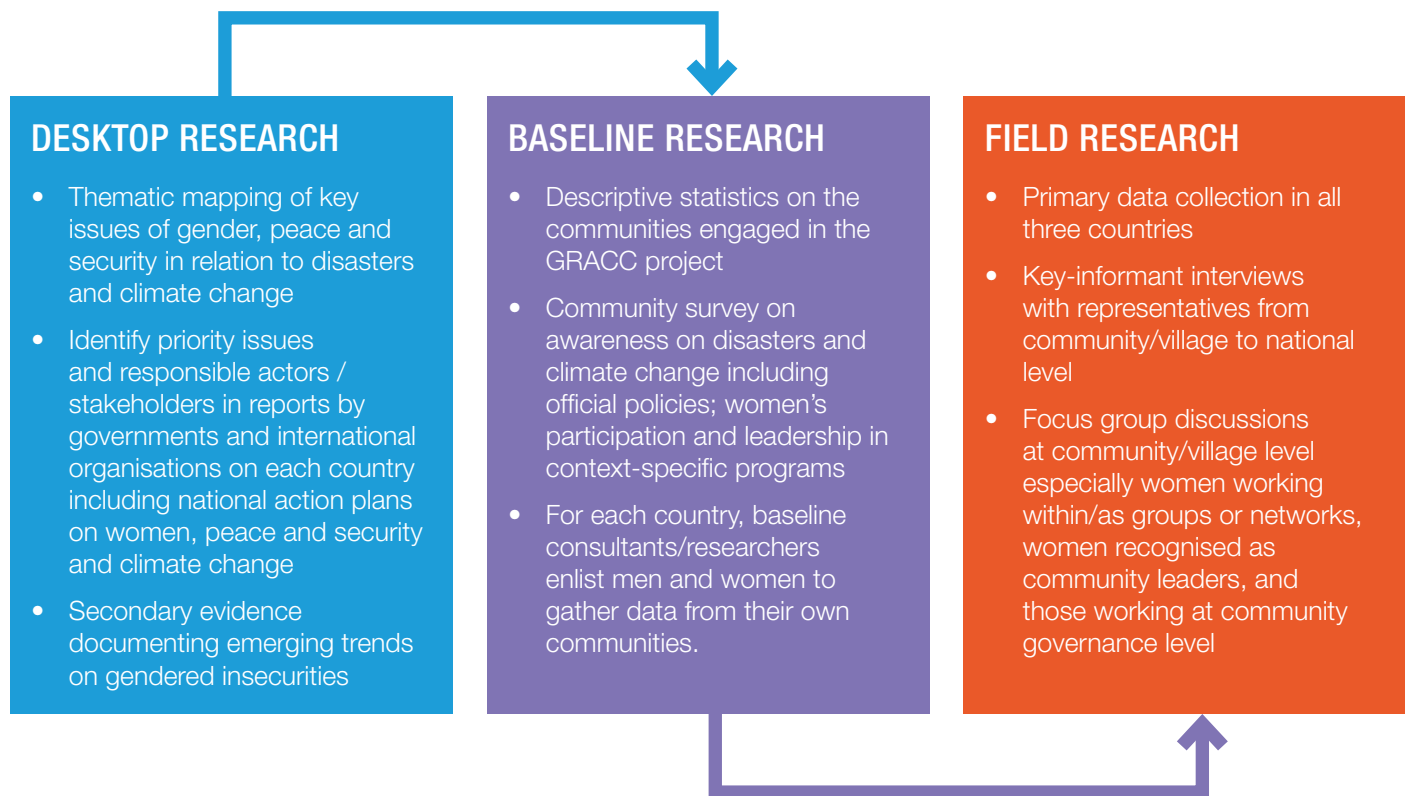 DESKTOP RESEARCH
• Thematic mapping of key
issues of gender, peace and
security in relation to disasters
and climate change
• Identify priority issues
and responsible actors /
stakeholders in reports by
governments and international
organisations on each country
including national action plans
on women, peace and security
and climate change
• Secondary evidence
documenting emerging trends
on gendered insecurities
BASELINE RESEARCH
• Descriptive statistics on the
communities engaged in the
GRACC project
• Community survey on
awareness on disasters and
climate change including
official policies; women’s
participation and leadership in
context-specific programs
• For each country, baseline
consultants/researchers
enlist men and women to
gather data from their own
communities.
FIELD RESEARCH
• Primary data collection in all
three countries
• Key-informant interviews
with representatives from
community/village to national
level
• Focus group discussions
at community/village level
especially women working
within/as groups or networks,
women recognised as
community leaders, and
those working at community
governance level